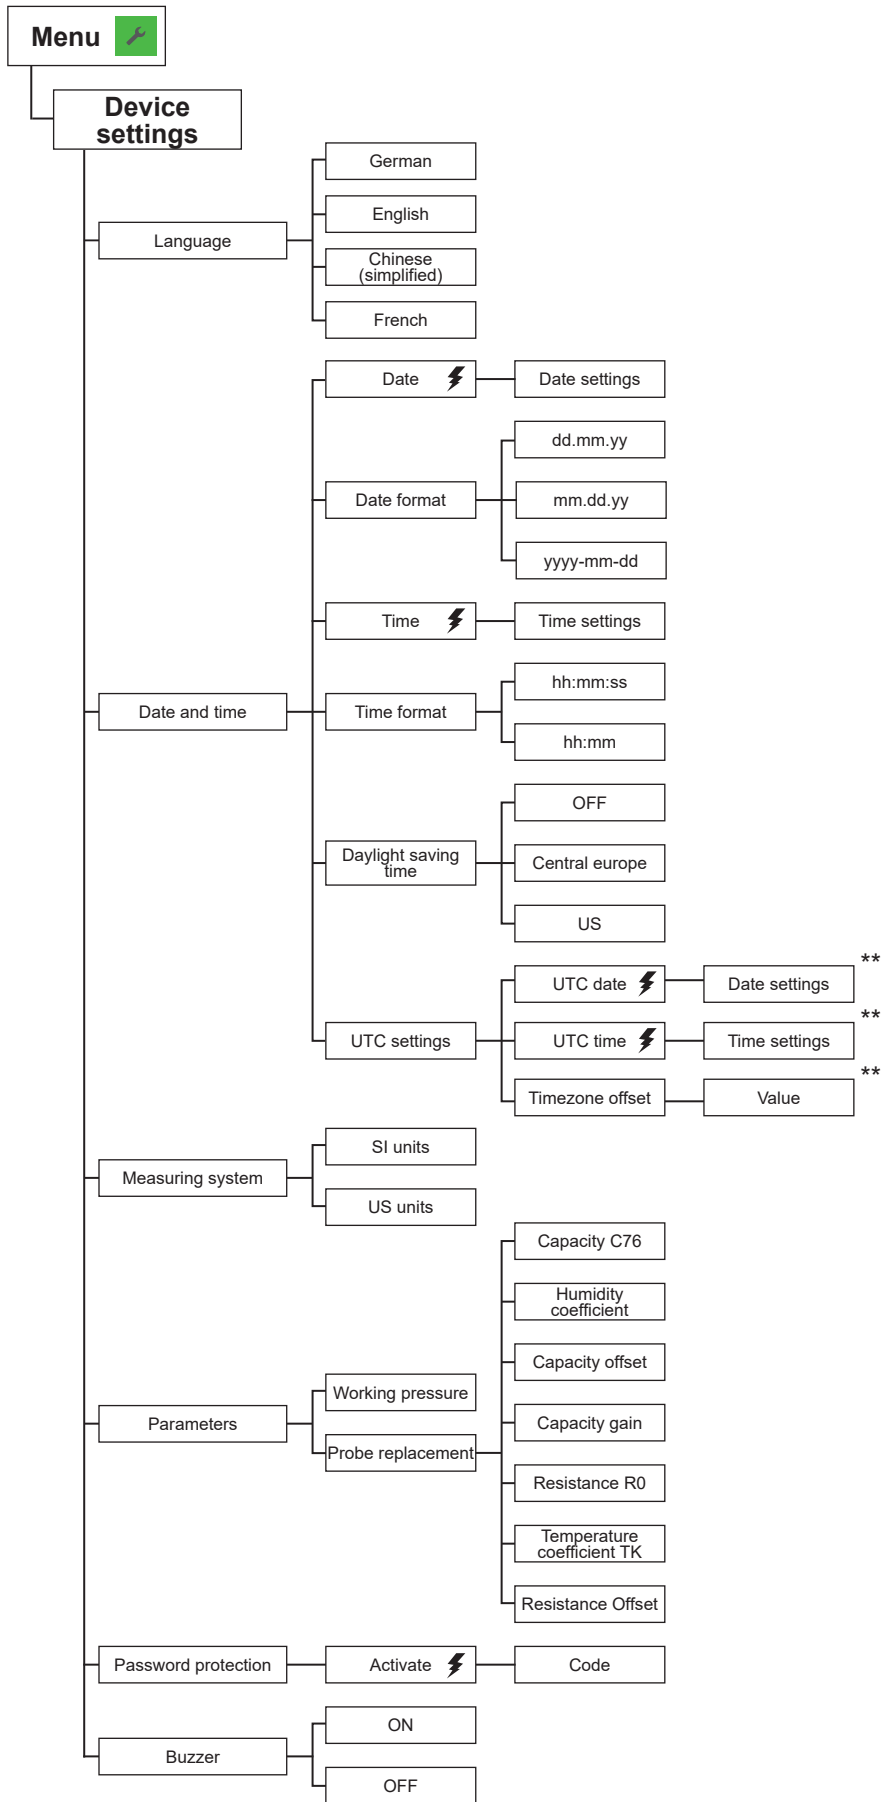 Menu
Device
settings
German
English
Language
Chinese
(simplified)
French
Date
Date settings
dd.mm.yy
Date format
mm.dd.yy
yyyy-mm-dd
Time
Time settings
hh:mm:ss
Date and time
Time format
hh:mm
OFF
Daylight saving
time
Central europe
US
**
UTC date
Date settings
**
UTC settings
UTC time
Time settings
**
Timezone offset
Value
SI units
Measuring system
US units
Capacity C76
Humidity
coefficient
Capacity offset
Working pressure
Parameters
Capacity gain
Probe replacement
Resistance R0
Temperature
coefficient TK
Resistance Offset
Password protection
Activate
Code
ON
Buzzer
OFF